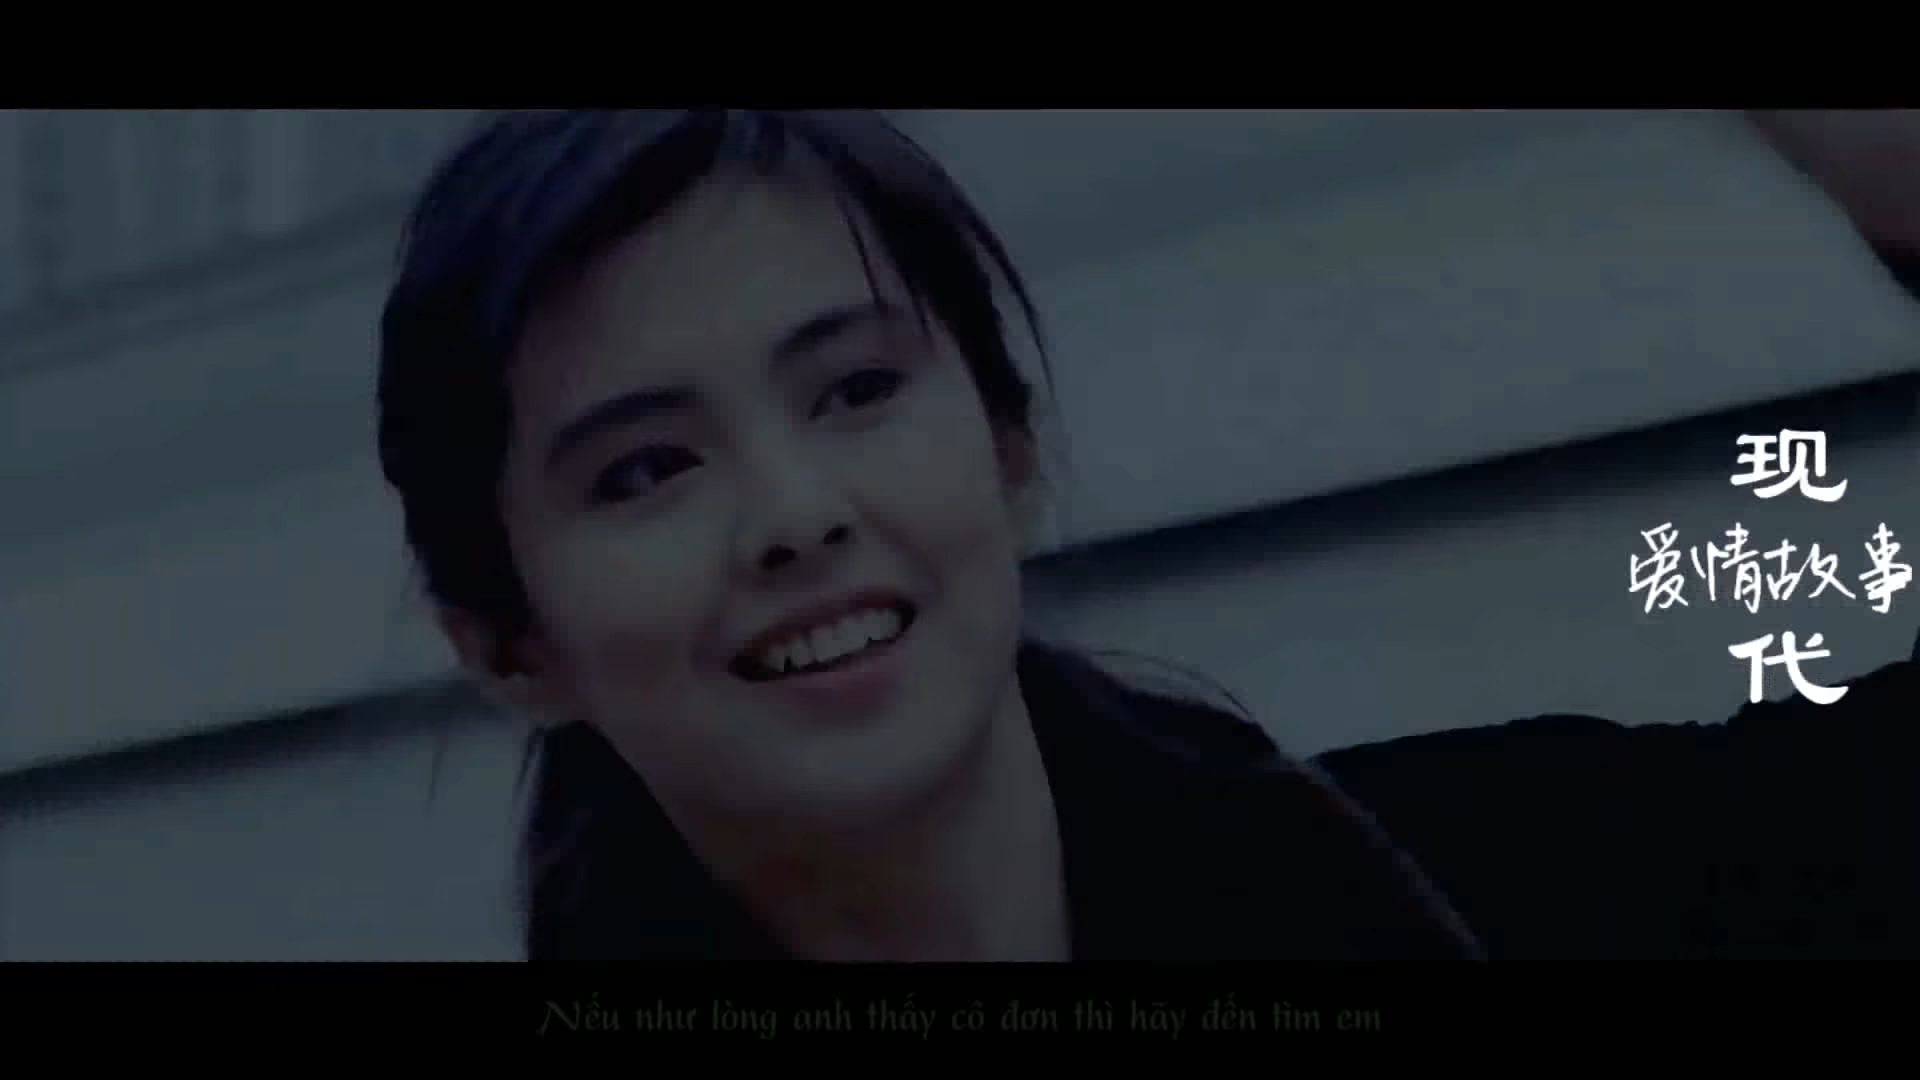 现
爱情故事
代
Nếu như lòng anh thấy cô đơn thì hãy đến tìm em